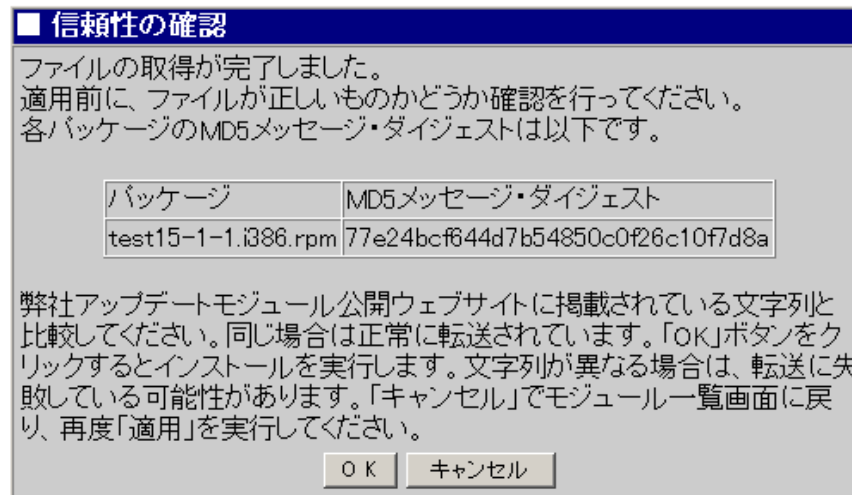 ■ 信頼性の確認
ファイルの取得が完了しました。
適用前に、ファイルが正しいものかどうか確認を行ってください。
各パッケージのMD5メッセージ・ダイジェストは以下です。
パッケージ MD5メッセージ・ダイジェスト
test15-1-1.i386.rpm 77e24bcf644d7b54850c0f26c10f7d8a
弊社アップデートモジュール公開ウェブサイトに掲載されている文字列と
比較してください。同じ場合は正常に転送されています。「OK」ボタンをク
リックするとインストールを実行します。文字列が異なる場合は、転送に失
敗している可能性があります。「キャンセル」でモジュール一覧画面に戻
り、再度「適用」を実行してください。
OK キャンセル